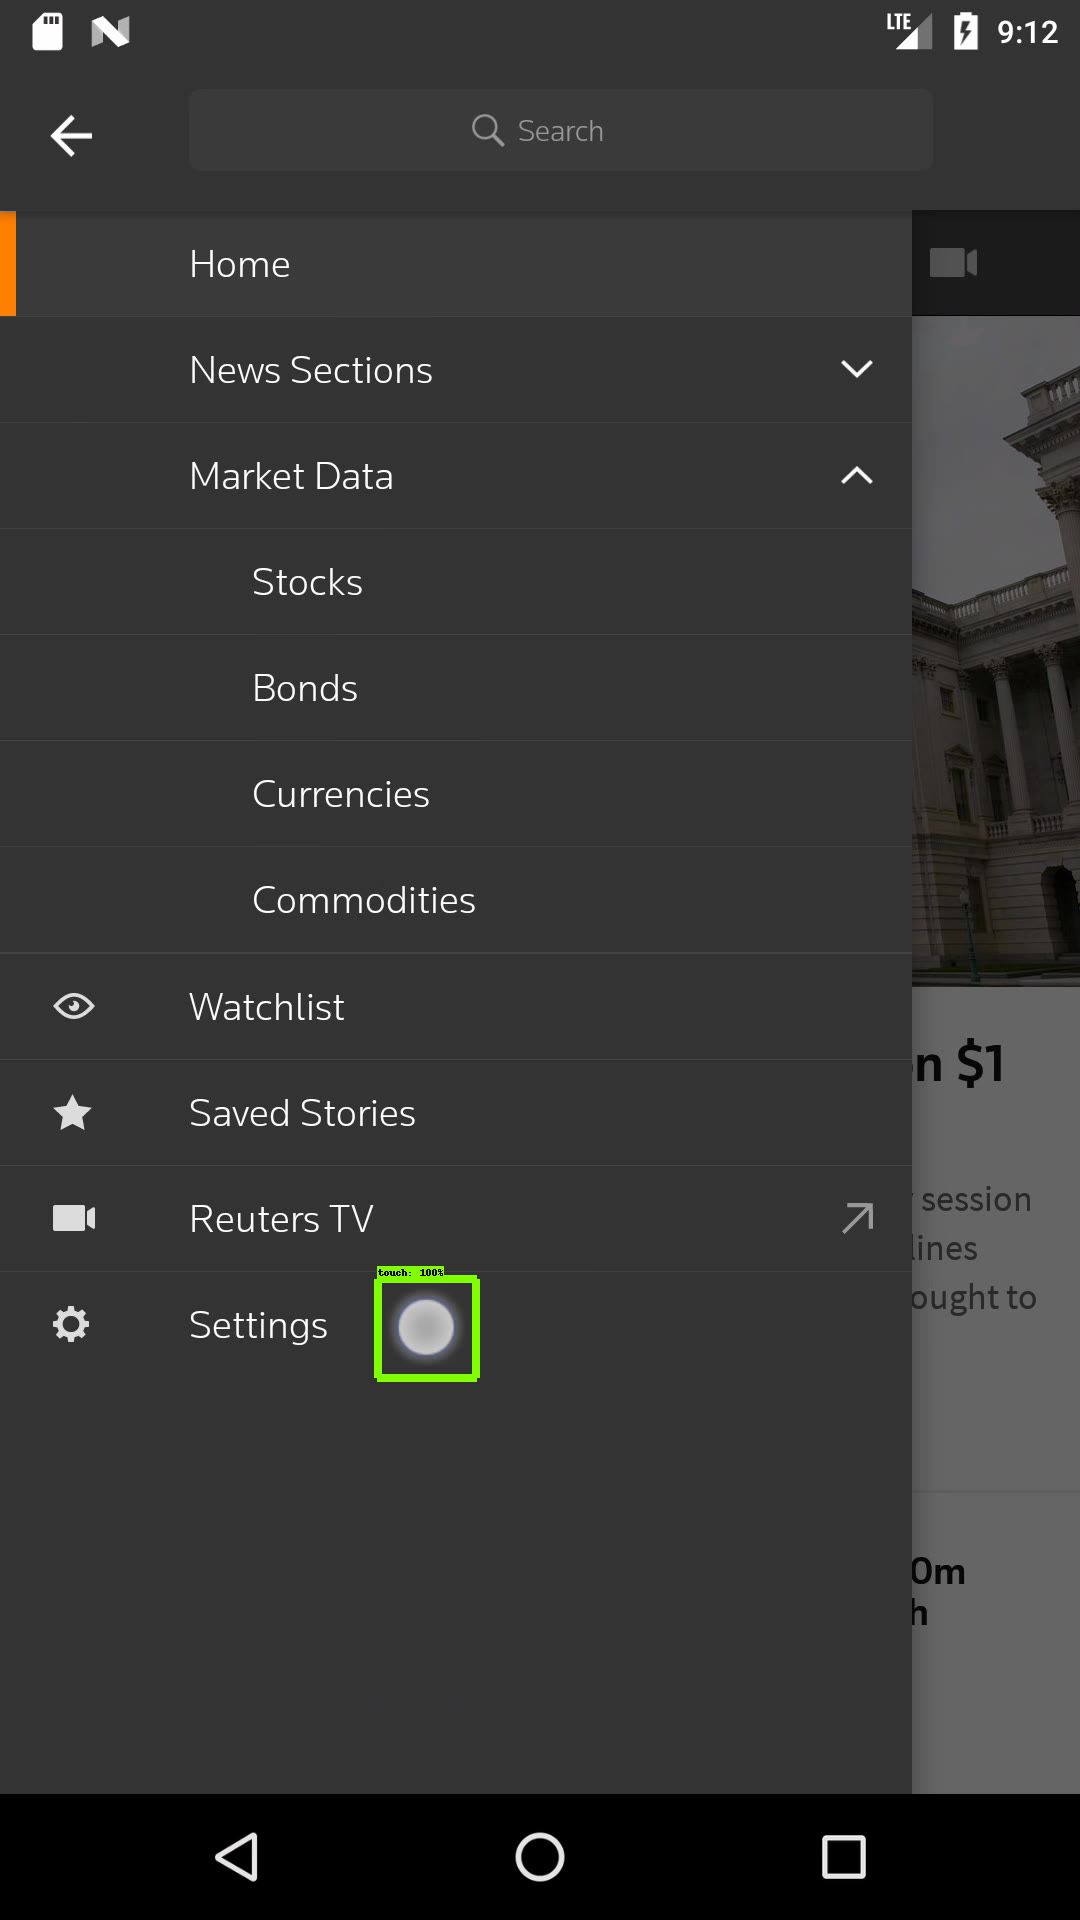 LTE 9:12
Search
Home
News Sections
Market Data
Stocks
Bonds
Currencies
Commodities
Watchlist
n $1
Saved Stories
session
Reuters TV
lines
touch: 100%
ought to
Settings
0m
h